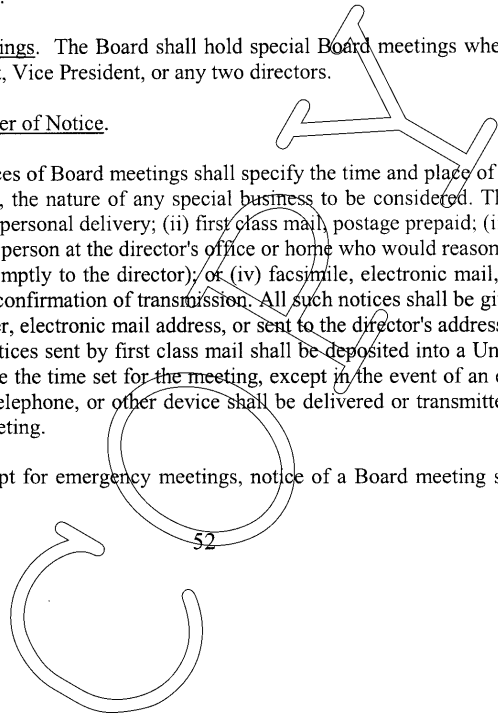 ings. The Board shall hold special Board meetings whe
, Vice President, or any two directors.
er of Notice.
ces of Board meetings shall specify the time and place of
, the nature of any special business to be considered. Th
personal delivery; (ii) first class mail, postage prepaid; (i
person at the director's office or home who would reason
mptly to the director); or (iv) facsimile, electronic mail,
confirmation of transmission. All such notices shall be gi
r, electronic mail address, or sent to the director's address
tices sent by first class mail shall be deposited into a Un
e the time set for the meeting, except in the event of an e
elephone, or other device shall be delivered or transmitte
eting.
pt for emergency meetings, notice of a Board meeting s
52
COPY